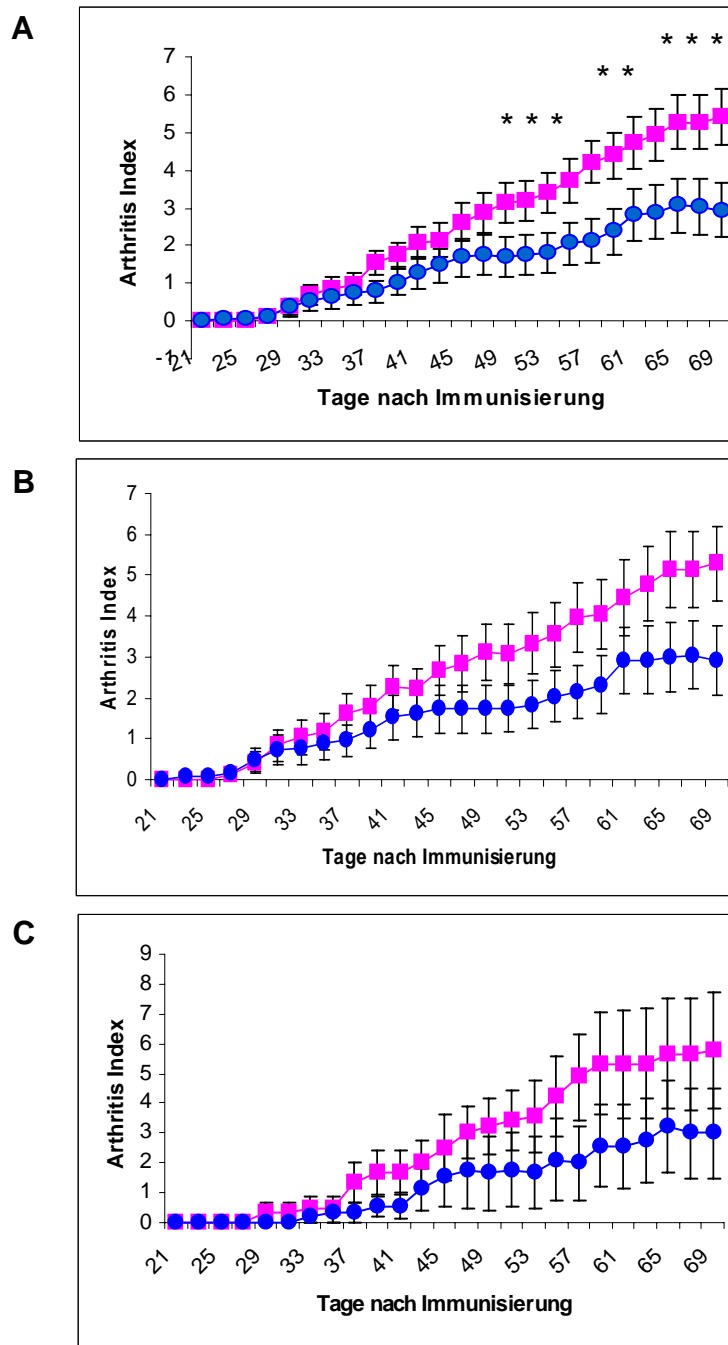 A
7
6
5
4
3
2
1
0
-1
Arthritis Index
* * * * * * * *
21 25 29 33 37 41 45 49 53 57 61 65 69
Tage nach Immunisierung
B
7
6
5
4
3
2
1
0
Arthritis Index
21 25 29 33 37 41 45 49 53 57 61 65 69
Tage nach Immunisierung
C
9
8
7
6
5
4
3
2
1
0
Arthritis Index
21 25 29 33 37 41 45 49 53 57 61 65 69
Tage nach Immunisierung